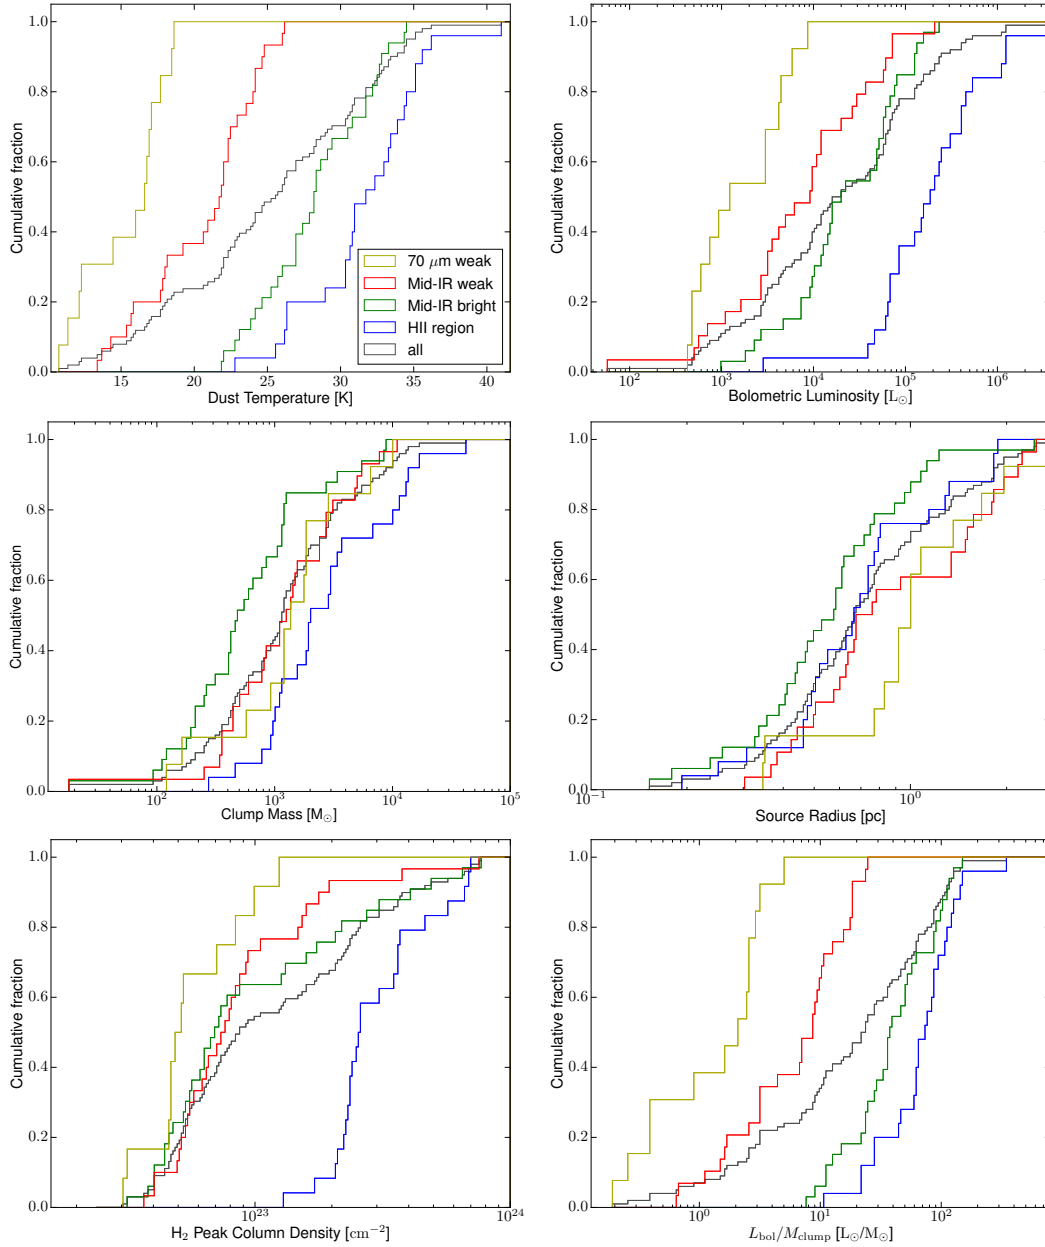 1.0
0.8
0.6
0.4
0.2
0.0
Cumulative fraction
15 20 25 30 35 40
Dust Temperature [K]
70 μm weak
Mid-IR weak
Mid-IR bright
HII region
all
1.0
0.8
0.6
0.4
0.2
0.0
Cumulative fraction
10² 10³ 10⁴ 10⁵ 10⁶
Bolometric Luminosity [L☉]
1.0
0.8
0.6
0.4
0.2
0.0
Cumulative fraction
10² 10³ 10⁴ 10⁵
Clump Mass [M☉]
1.0
0.8
0.6
0.4
0.2
0.0
Cumulative fraction
10⁻¹ 10⁰
Source Radius [pc]
1.0
0.8
0.6
0.4
0.2
0.0
Cumulative fraction
10²³ 10²⁴
H₂ Peak Column Density [cm⁻²]
1.0
0.8
0.6
0.4
0.2
0.0
Cumulative fraction
10⁰ 10¹ 10²
L_bol/M_clump [L☉/M☉]